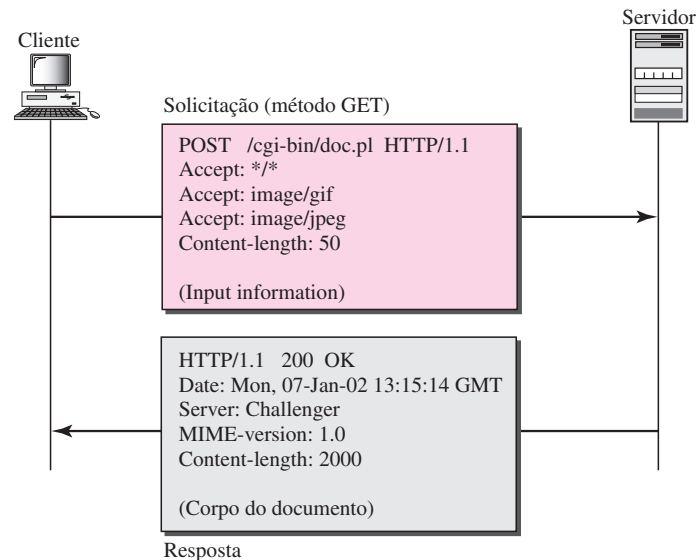 Servidor
Cliente
Solicitação (método GET)
POST /cgi-bin/doc.pl HTTP/1.1
Accept: */*
Accept: image/gif
Accept: image/jpeg
Content-length: 50
(Input information)
HTTP/1.1 200 OK
Date: Mon, 07-Jan-02 13:15:14 GMT
Server: Challenger
MIME-version: 1.0
Content-length: 2000
(Corpo do documento)
Resposta